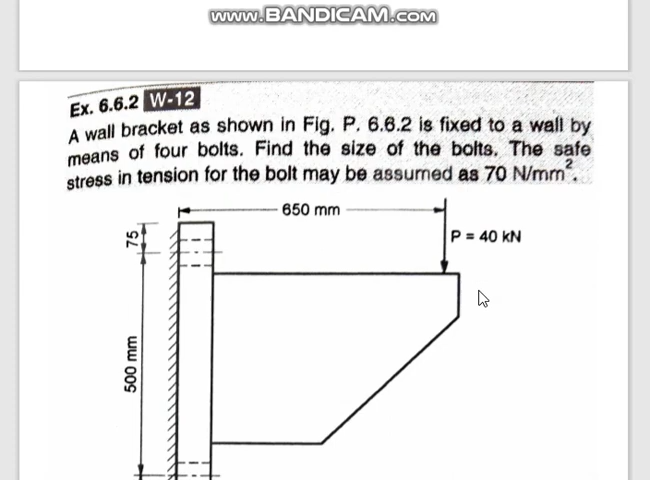 www.BANDICAM.com
Ex. 6.6.2 W-12
A wall bracket as shown in Fig. P. 6.6.2 is fixed to a wall by
means of four bolts. Find the size of the bolts. The safe
stress in tension for the bolt may be assumed as 70 N/mm².
650 mm
75
P = 40 kN
500 mm